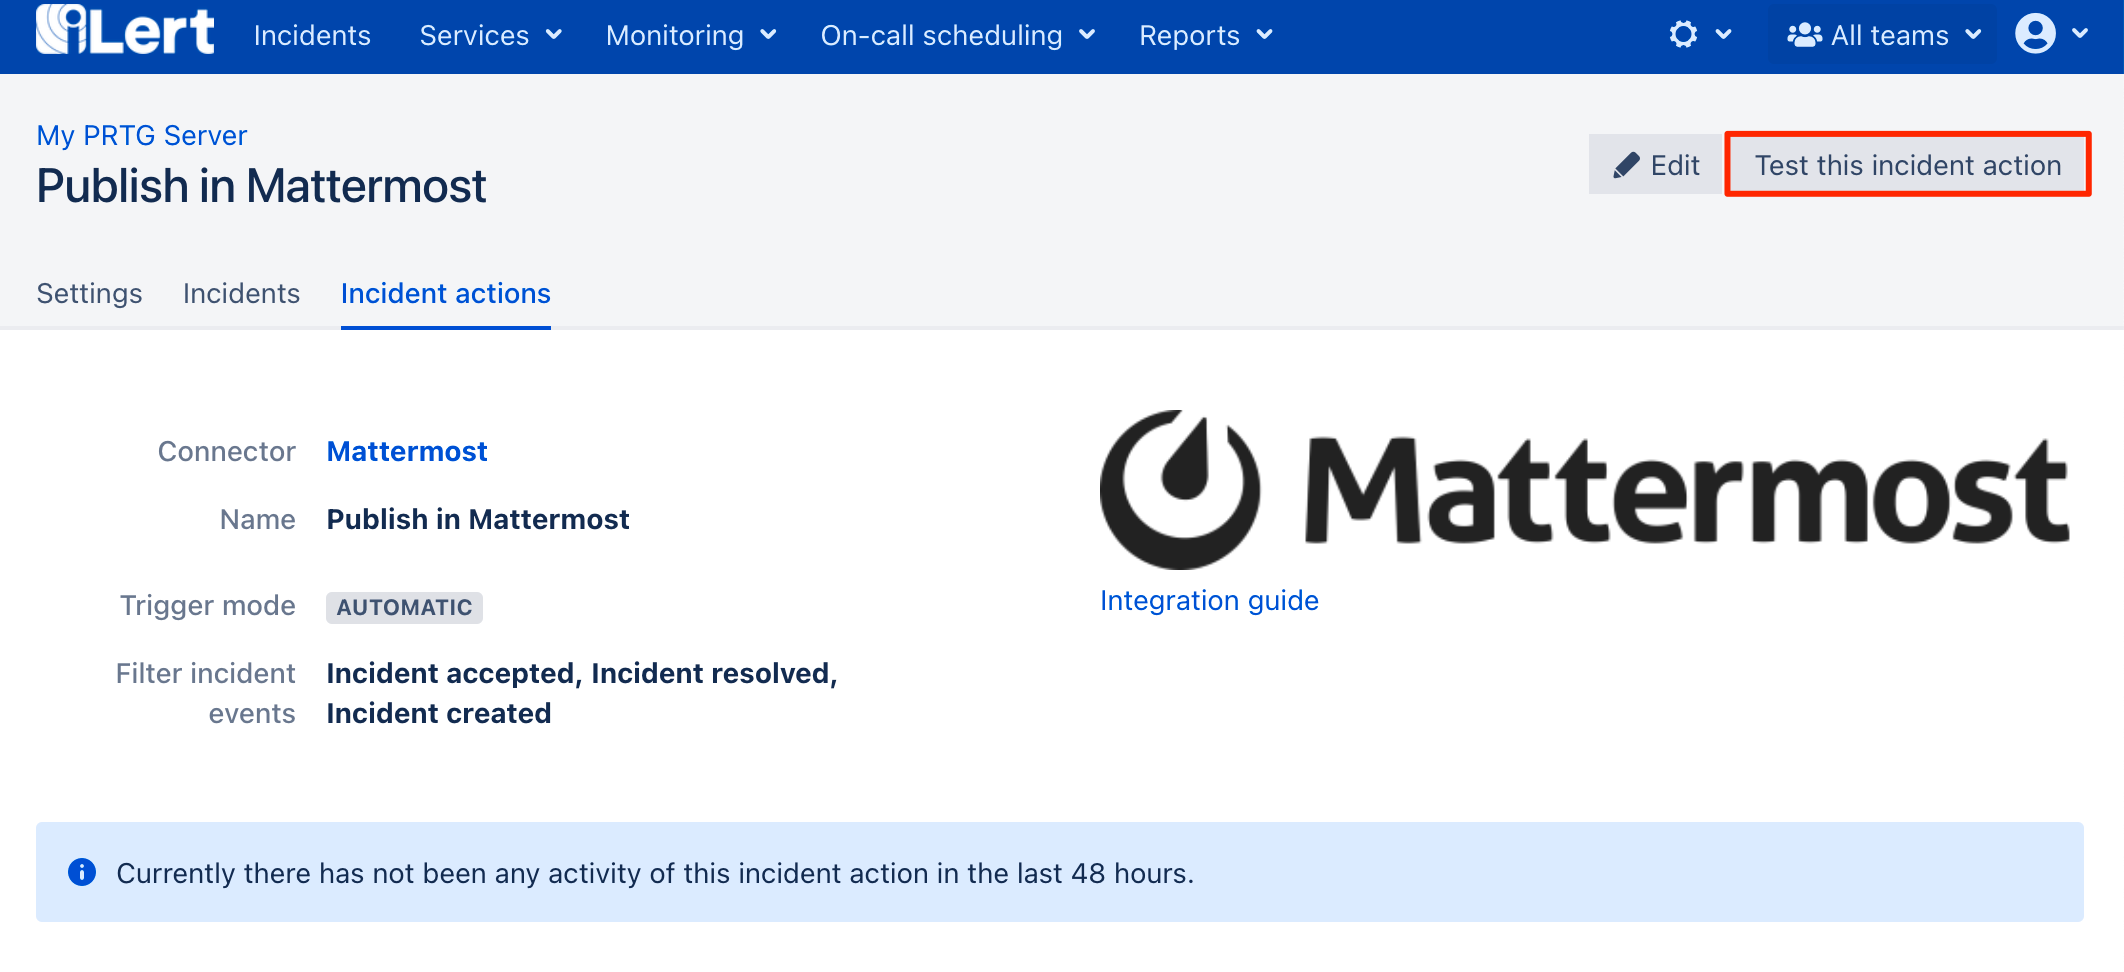 iLert Incidents Services Monitoring On-call scheduling Reports All teams
My PRTG Server
Publish in Mattermost
Edit Test this incident action
Settings Incidents Incident actions
Connector Mattermost
Name Publish in Mattermost
Trigger mode AUTOMATIC
Filter incident events Incident accepted, Incident resolved,
Incident created
Mattermost
Integration guide
Currently there has not been any activity of this incident action in the last 48 hours.